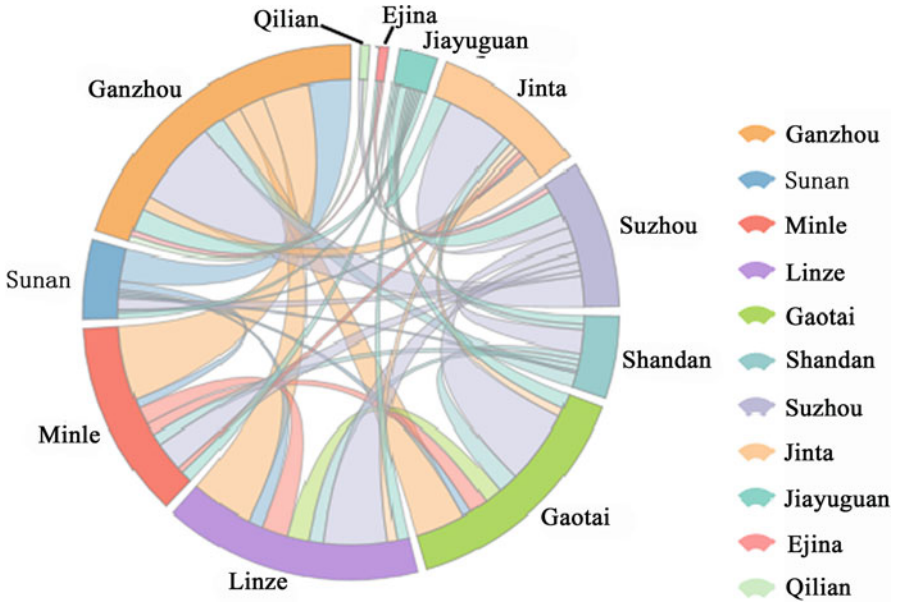 Qilian
Ejina
Jiayuguan
Jinta
Ganzhou
Suzhou
Sunan
Shandan
Minle
Gaotai
Linze
Ganzhou
Sunan
Minle
Linze
Gaotai
Shandan
Suzhou
Jinta
Jiayuguan
Ejina
Qilian